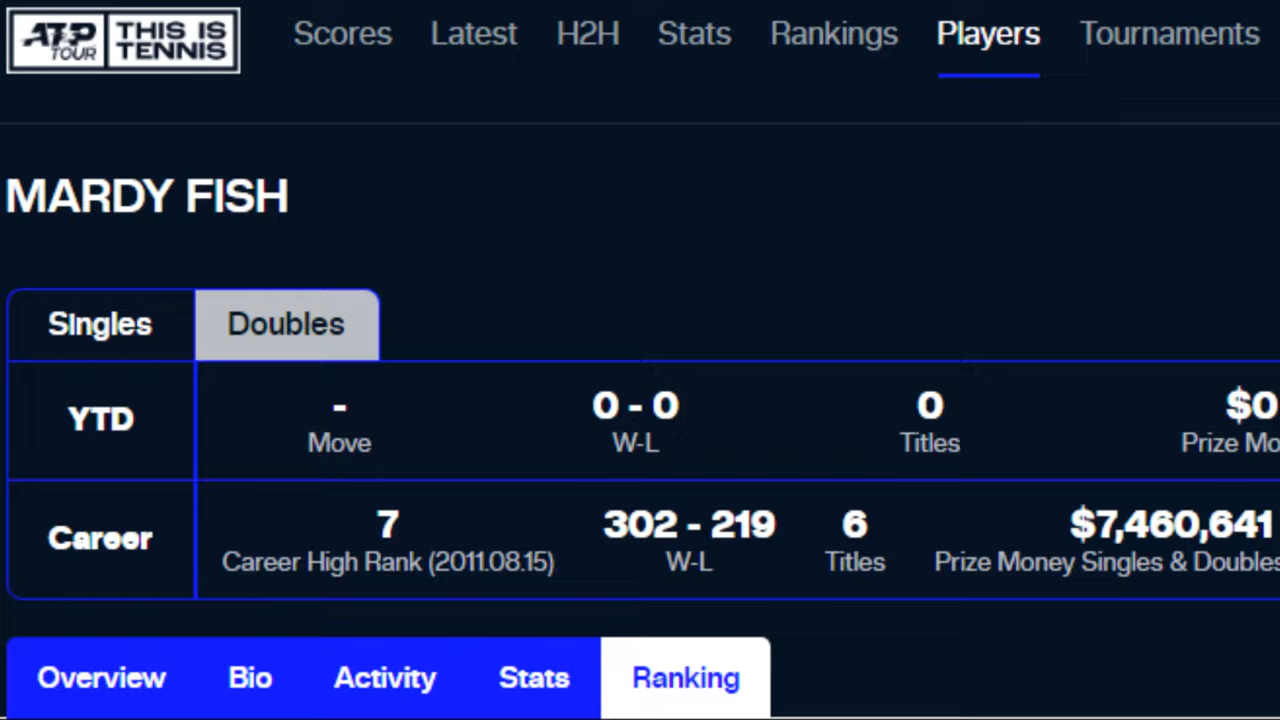 ATP TOUR THIS IS TENNIS Scores Latest H2H Stats Rankings Players Tournaments
MARDY FISH
Singles Doubles
YTD - 0 - 0 0 $0
Move W-L Titles Prize Mo
Career 7 302 - 219 6 $7,460,641
Career High Rank (2011.08.15) W-L Titles Prize Money Singles & Doubles
Overview Bio Activity Stats Ranking